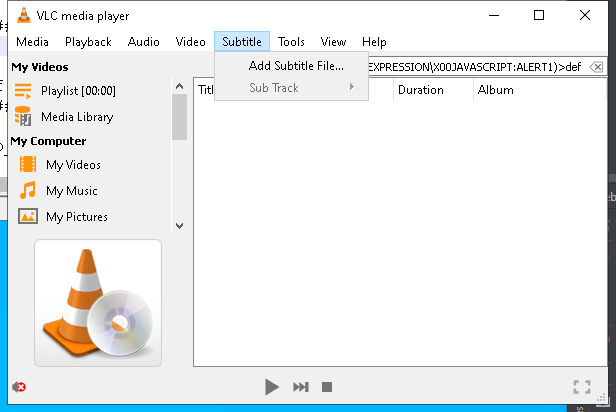 VLC media player
Media Playback Audio Video Subtitle Tools View Help
My Videos
Add Subtitle File...
EXPRESSION\X00JAVASCRIPT:ALERT1)>def
Playlist [00:00]
Sub Track
Duration Album
Media Library
My Computer
My Videos
My Music
My Pictures